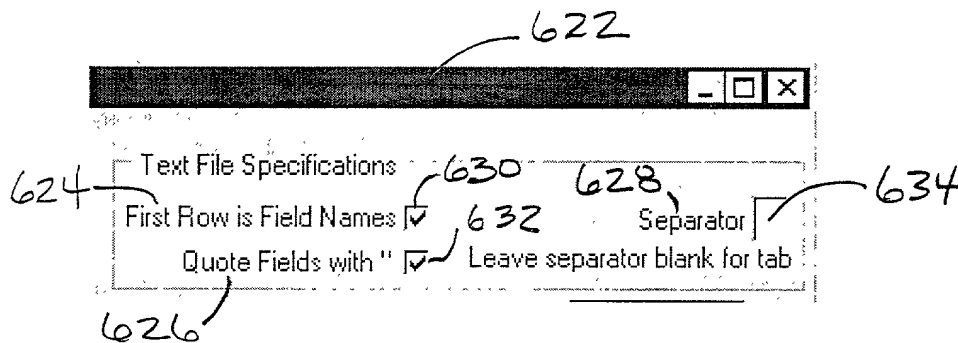 622
Text File Specifications
624 630 628 634
First Row is Field Names Separator
632
Quote Fields with " Leave separator blank for tab
626